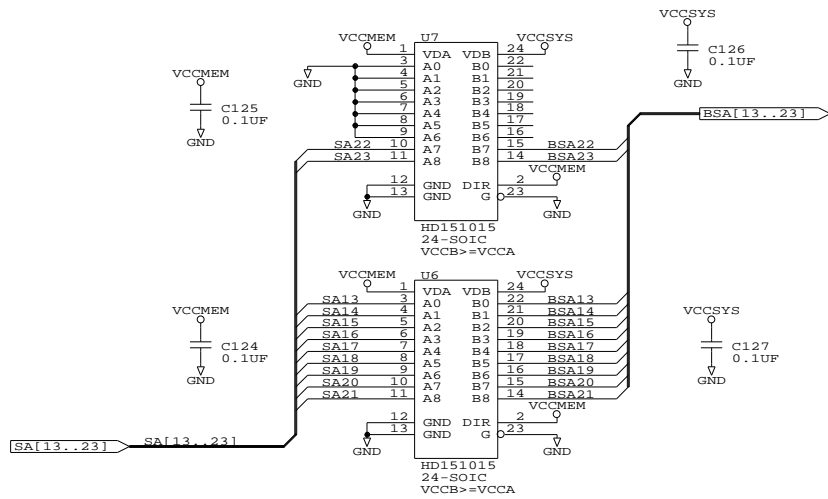 VCCSYS
C126
0.1UF
GND
VCCMEM
C125
0.1UF
GND
U7
VCCMEM
VCCSYS
1 VDA VDB 24
3 A0 B0 22
4 A1 B1 21
5 A2 B2 20
6 A3 B3 19
7 A4 B4 18
8 A5 B5 17
9 A6 B6 16
SA22 10 A7 B7 15 BSA22
SA23 11 A8 B8 14 BSA23
GND
VCCMEM
12 GND DIR 2
13 GND G 23
GND
GND
HD151015
24-SOIC
VCCB>=VCCA
BSA[13..23]
U6
VCCMEM
VCCSYS
1 VDA VDB 24
SA13 3 A0 B0 22 BSA13
SA14 4 A1 B1 21 BSA14
SA15 5 A2 B2 20 BSA15
SA16 6 A3 B3 19 BSA16
SA17 7 A4 B4 18 BSA17
SA18 8 A5 B5 17 BSA18
SA19 9 A6 B6 16 BSA19
SA20 10 A7 B7 15 BSA20
SA21 11 A8 B8 14 BSA21
VCCMEM
12 GND DIR 2
13 GND G 23
GND
GND
HD151015
24-SOIC
VCCB>=VCCA
VCCMEM
C124
0.1UF
GND
VCCSYS
C127
0.1UF
GND
SA[13..23]
SA[13..23]